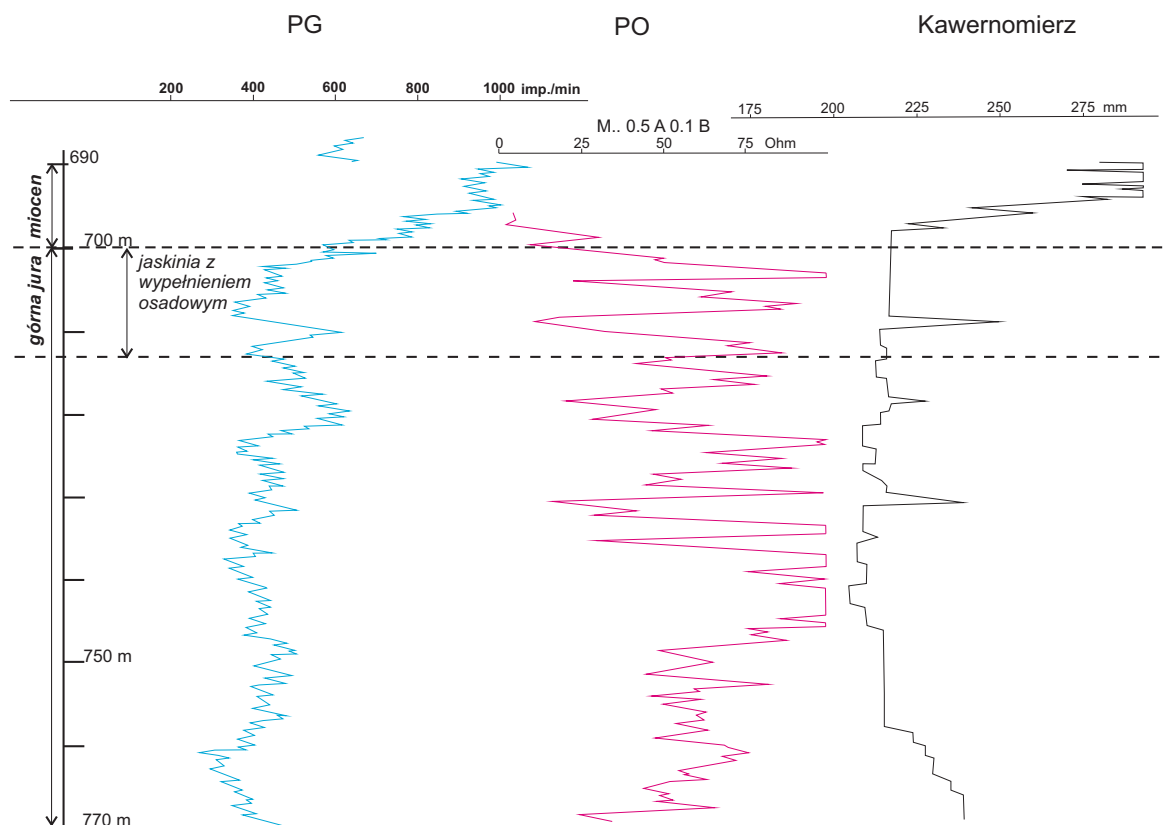 PG PO Kawernomierz
200 400 600 800 1000 imp./min
175 200 225 250 275 mm
M.. 0.5 A 0.1 B
0 25 50 75 Ohm
690
miocen
700 m
górna jura
jaskinia z
wypełnieniem
osadowym
750 m
770 m